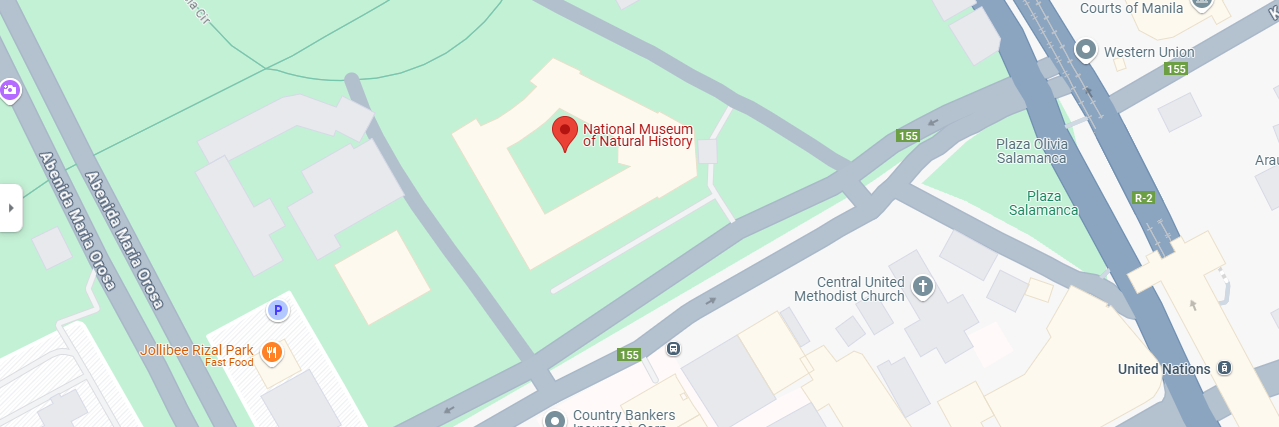 Courts of Manila
Western Union
155
155
National Museum
of Natural History
Plaza Olivia
Salamanca
Plaza
Salamanca
R-2
Abenida Maria Orosa
Abenida Maria Orosa
Central United
Methodist Church
P
Jollibee Rizal Park
Fast Food
155
United Nations
Country Bankers
Insurance Corp